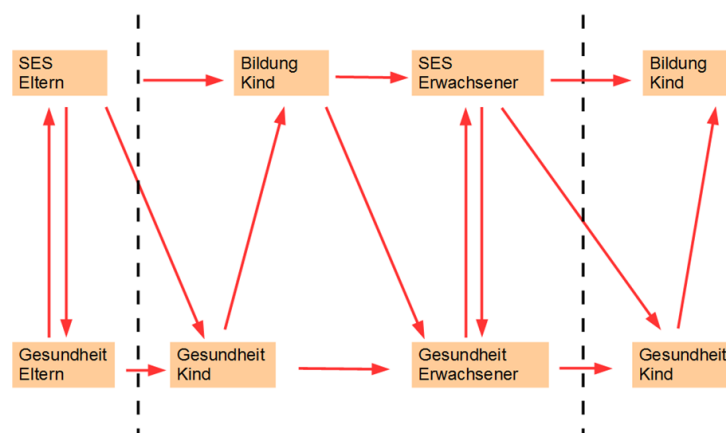 SES
Eltern
Bildung
Kind
SES
Erwachsener
Bildung
Kind
Gesundheit
Eltern
Gesundheit
Kind
Gesundheit
Erwachsener
Gesundheit
Kind